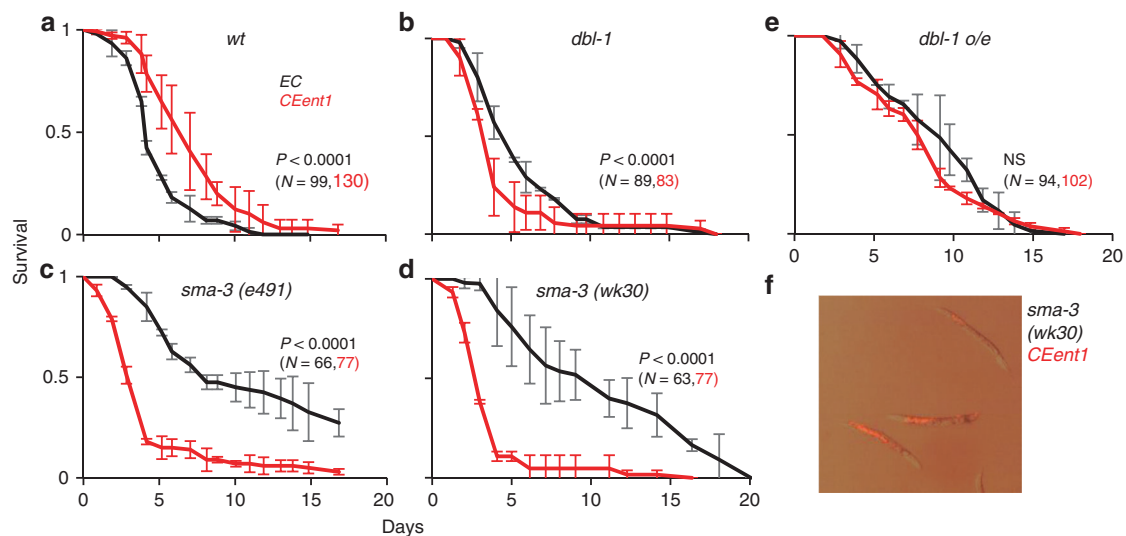 a
wt
1
0.5
0
EC
CEent1
P < 0.0001
(N = 99,130)
b
dbl-1
P < 0.0001
(N = 89,83)
e
dbl-1 o/e
NS
(N = 94,102)
0 5 10 15 20
Survival
c
sma-3 (e491)
1
0.5
0
P < 0.0001
(N = 66,77)
0 5 10 15 20
d
sma-3 (wk30)
P < 0.0001
(N = 63,77)
0 5 10 15 20
Days
f
sma-3
(wk30)
CEent1